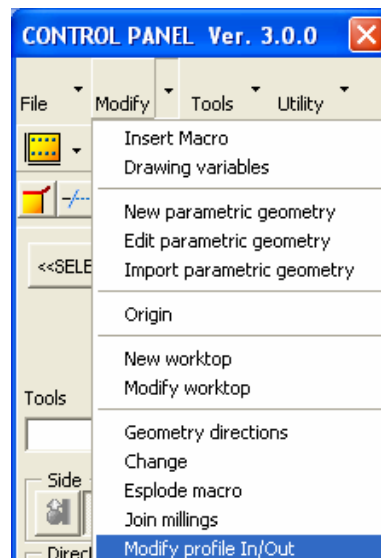 CONTROL PANEL Ver. 3.0.0
File Modify Tools Utility
Insert Macro
Drawing variables
New parametric geometry
Edit parametric geometry
Import parametric geometry
<<SELE
Origin
New worktop
Modify worktop
Tools
Geometry directions
Change
Side
Esplode macro
Join millings
Direct
Modify profile In/Out